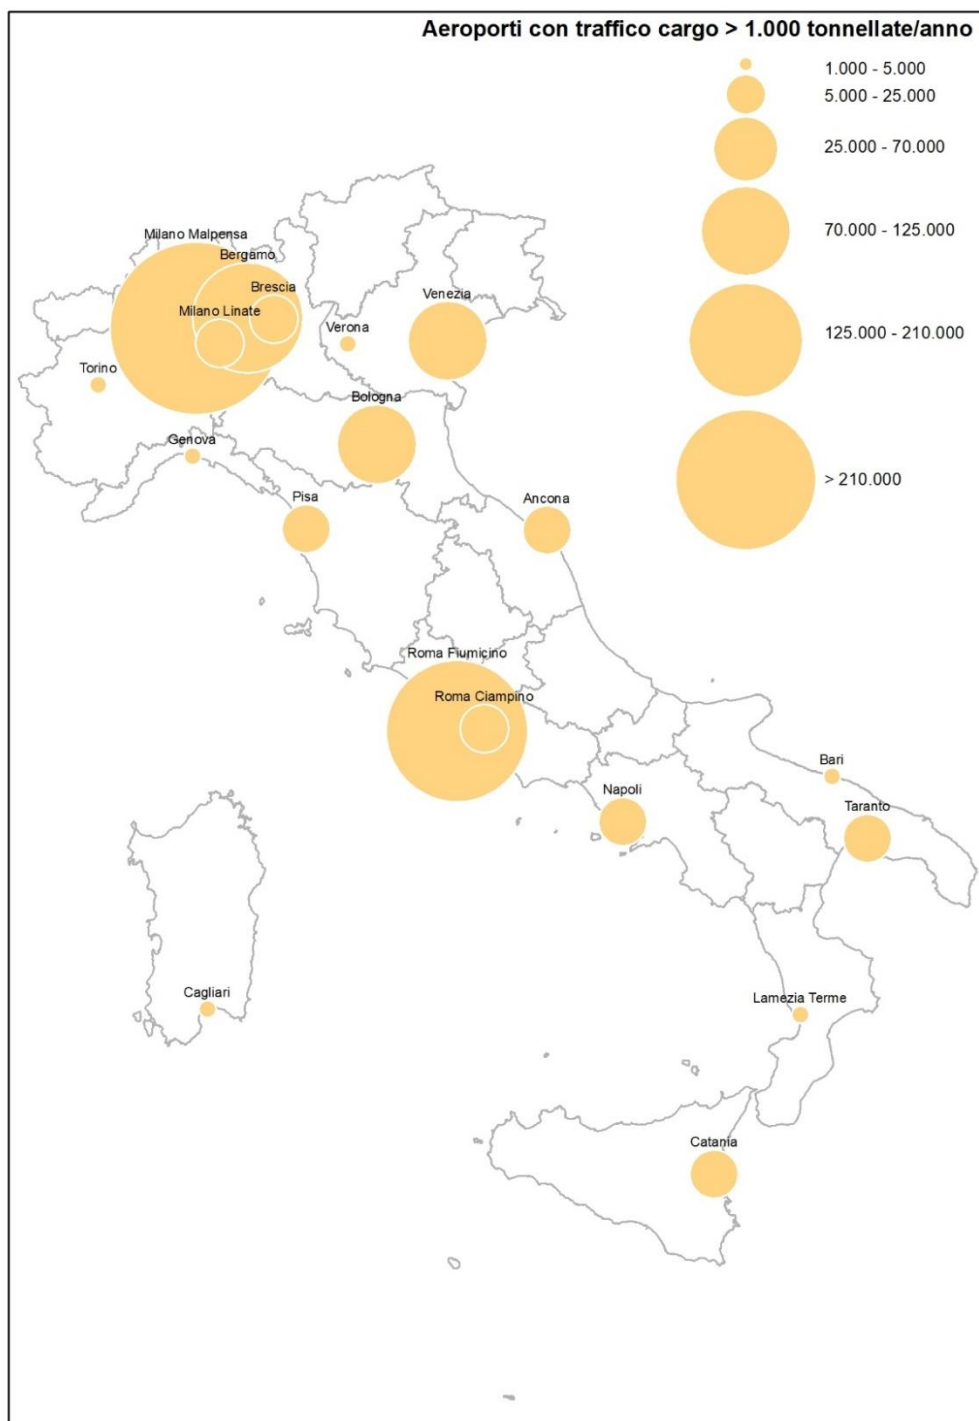 Aeroporti con traffico cargo > 1.000 tonnellate/anno
1.000 - 5.000
5.000 - 25.000
25.000 - 70.000
70.000 - 125.000
125.000 - 210.000
> 210.000
Milano Malpensa
Bergamo
Brescia
Milano Linate
Venezia
Verona
Torino
Bologna
Genova
Pisa
Ancona
Roma Fiumicino
Roma Ciampino
Bari
Napoli
Taranto
Cagliari
Lamezia Terme
Catania